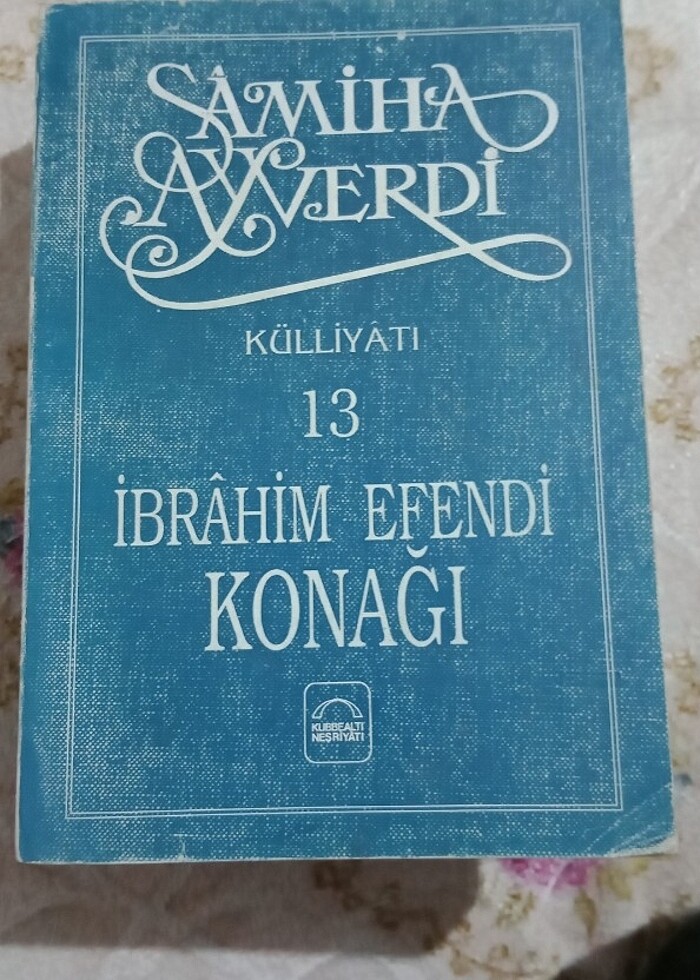 SÂMİHA
AYVERDİ
KÜLLİYÂTI
13
İBRÂHİM EFENDİ
KONAĞI
KUBBEALTI
NEŞRİYÂTI